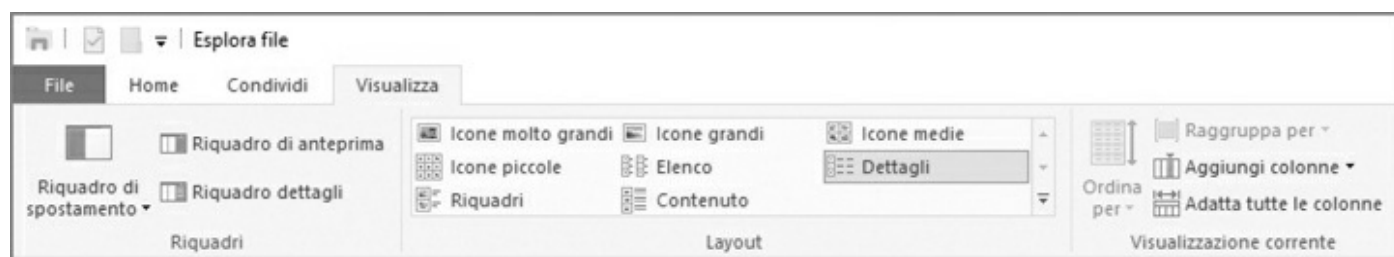 Esplora file
File Home Condividi Visualizza
Riquadro di spostamento
Riquadro di anteprima
Riquadro dettagli
Riquadri
Icone molto grandi Icone grandi Icone medie
Icone piccole Elenco Dettagli
Riquadri Contenuto
Layout
Ordina per
Raggruppa per
Aggiungi colonne
Adatta tutte le colonne
Visualizzazione corrente